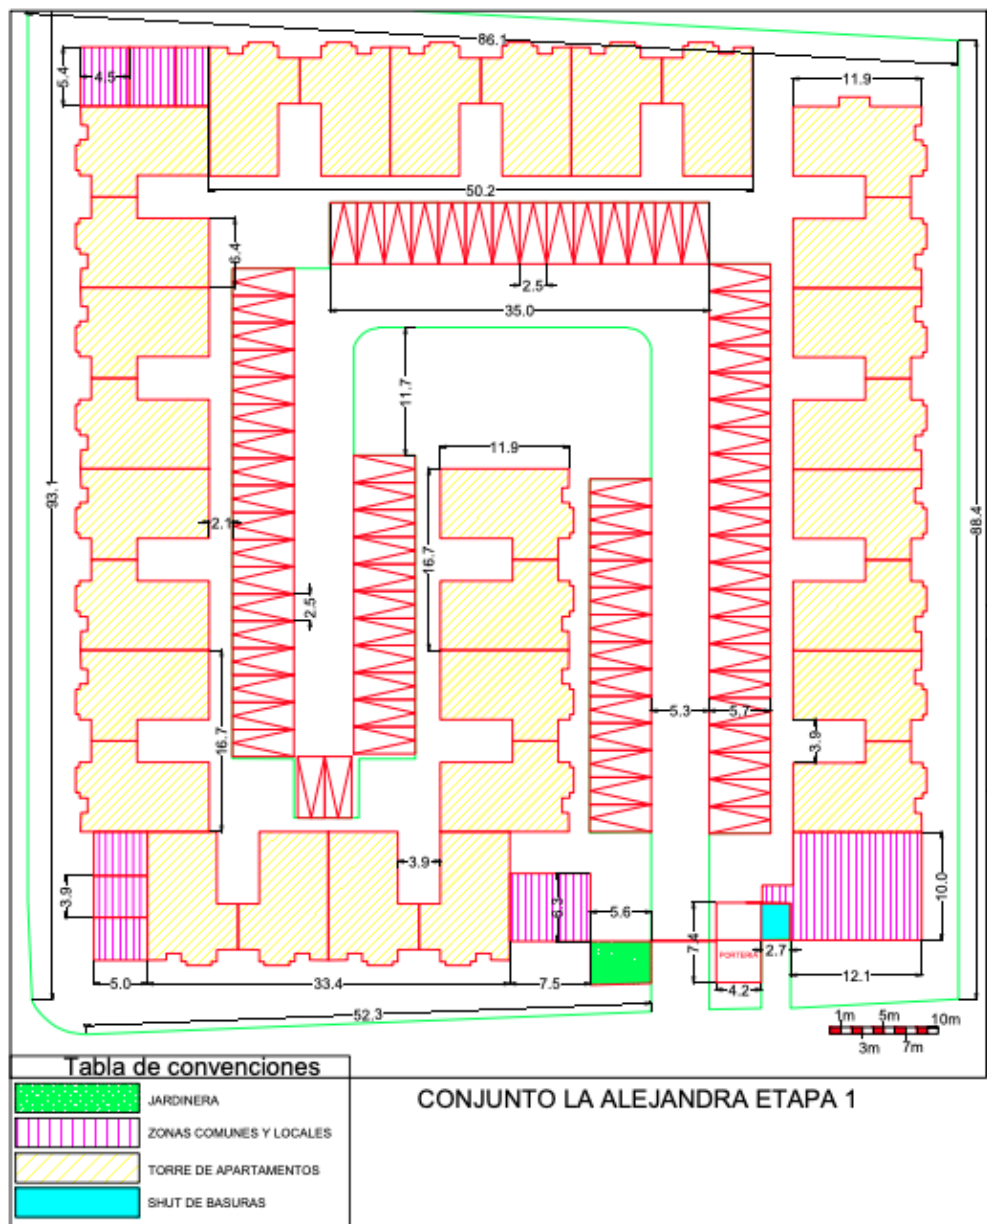 86.1
5.4
4.5
11.9
50.2
6.4
2.5
35.0
11.7
11.9
93.1
88.4
2.1
16.7
2.5
5.3
5.7
3.9
16.7
3.9
3.9
6.3
5.6
7.4
10.0
PORTERIA
2.7
5.0
33.4
7.5
4.2
12.1
52.3
1m
5m
10m
3m
7m
Tabla de convenciones
JARDINERA
ZONAS COMUNES Y LOCALES
TORRE DE APARTAMENTOS
SHUT DE BASURAS
CONJUNTO LA ALEJANDRA ETAPA 1